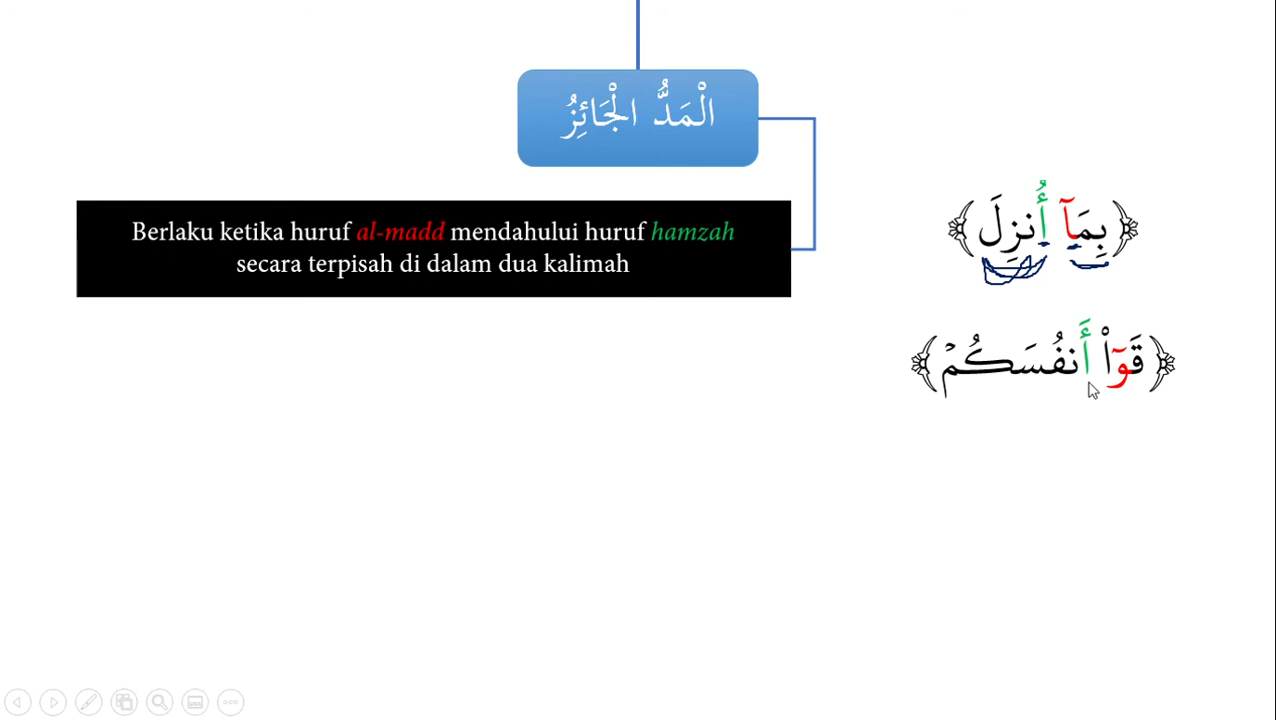 الْمَدُّ الْجَائِزُ
Berlaku ketika huruf al-madd mendahului huruf hamzah
secara terpisah di dalam dua kalimah
﴿بِمَآ أُنزِلَ﴾
﴿قَوٓا۟ أَنفُسَكُمْ﴾